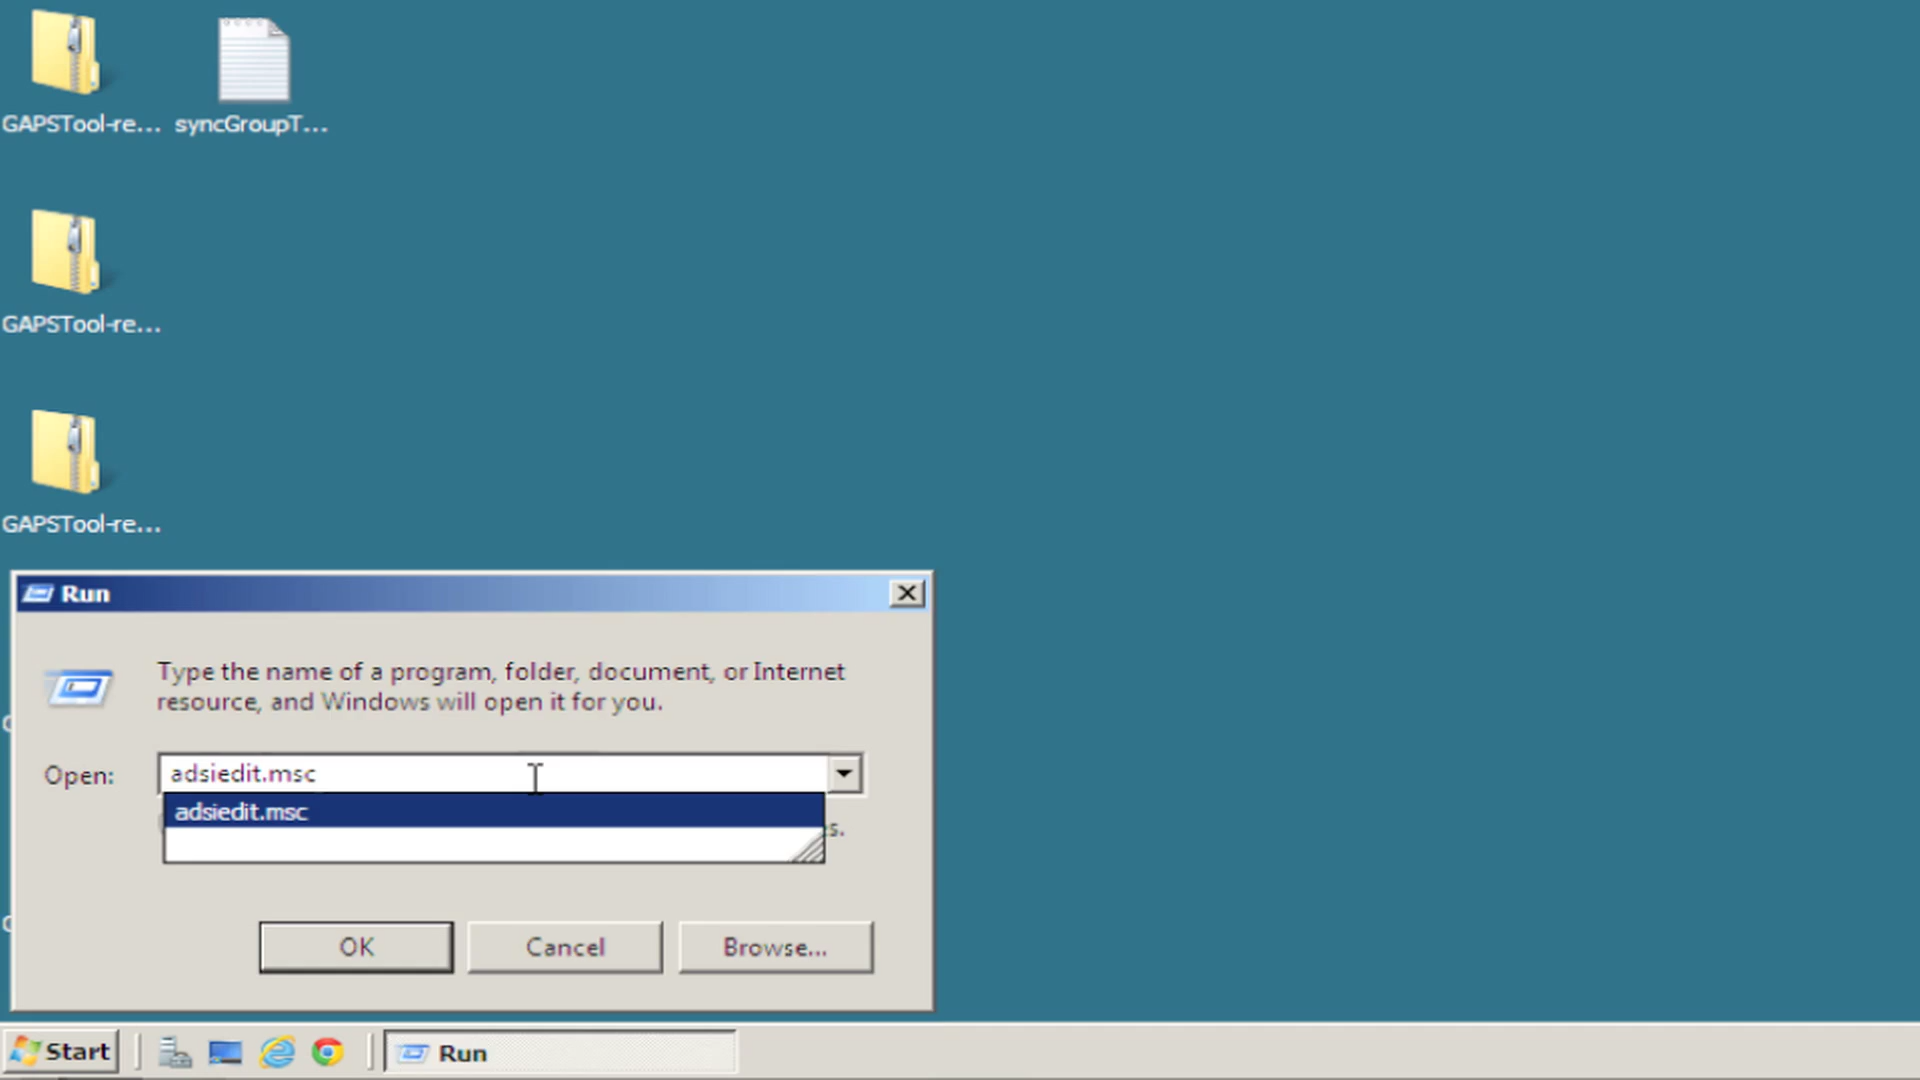 GAPSTool-re...
syncGroupT...
GAPSTool-re...
GAPSTool-re...
Run
Type the name of a program, folder, document, or Internet
resource, and Windows will open it for you.
Open:
adsiedit.msc
adsiedit.msc
s.
OK
Cancel
Browse...
Start
Run